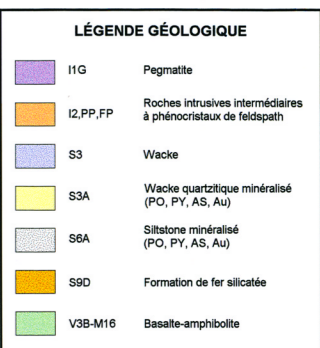 LÉGENDE GÉOLOGIQUE
I1G Pegmatite
I2,PP,FP Roches intrusives intermédiaires
à phénocristaux de feldspath
S3 Wacke
S3A Wacke quartzitique minéralisé
(PO, PY, AS, Au)
S6A Siltstone minéralisé
(PO, PY, AS, Au)
S9D Formation de fer silicatée
V3B-M16 Basalte-amphibolite